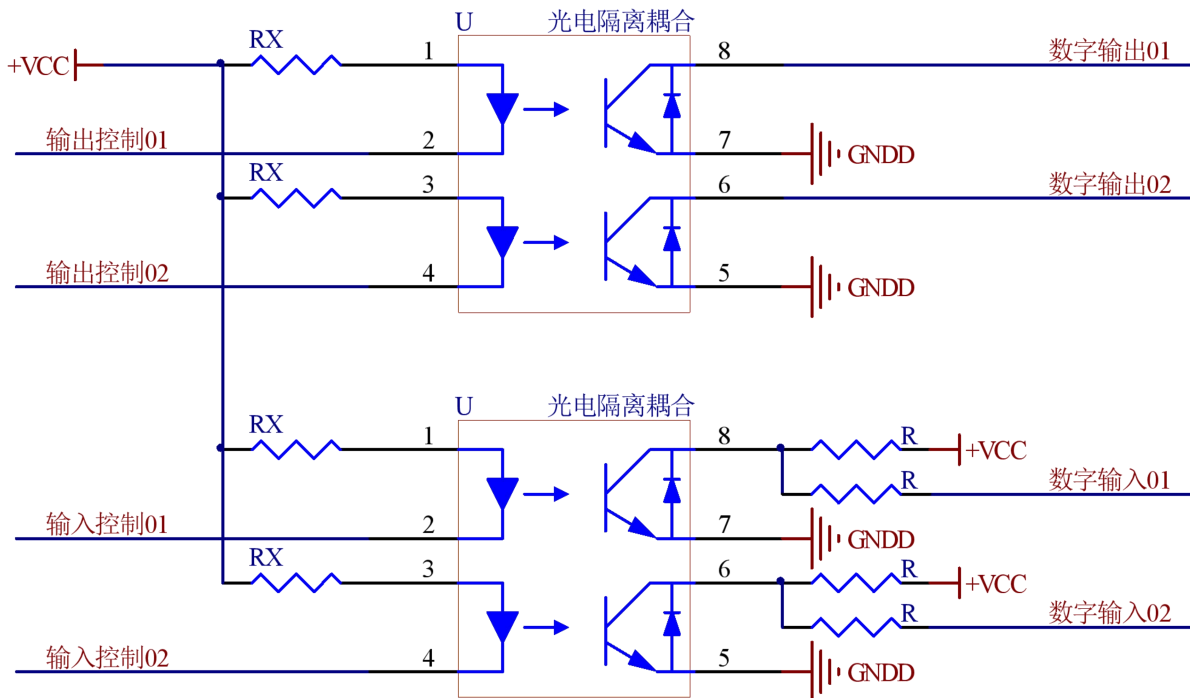 U 光电隔离耦合
RX 1 8 数字输出01
+VCC
输出控制01 2 7 GNDD
RX 3 6 数字输出02
输出控制02 4 5 GNDD
U 光电隔离耦合
RX 1 8 R +VCC
R 数字输入01
输入控制01 2 7 GNDD
RX 3 6 R +VCC
R 数字输入02
输入控制02 4 5 GNDD